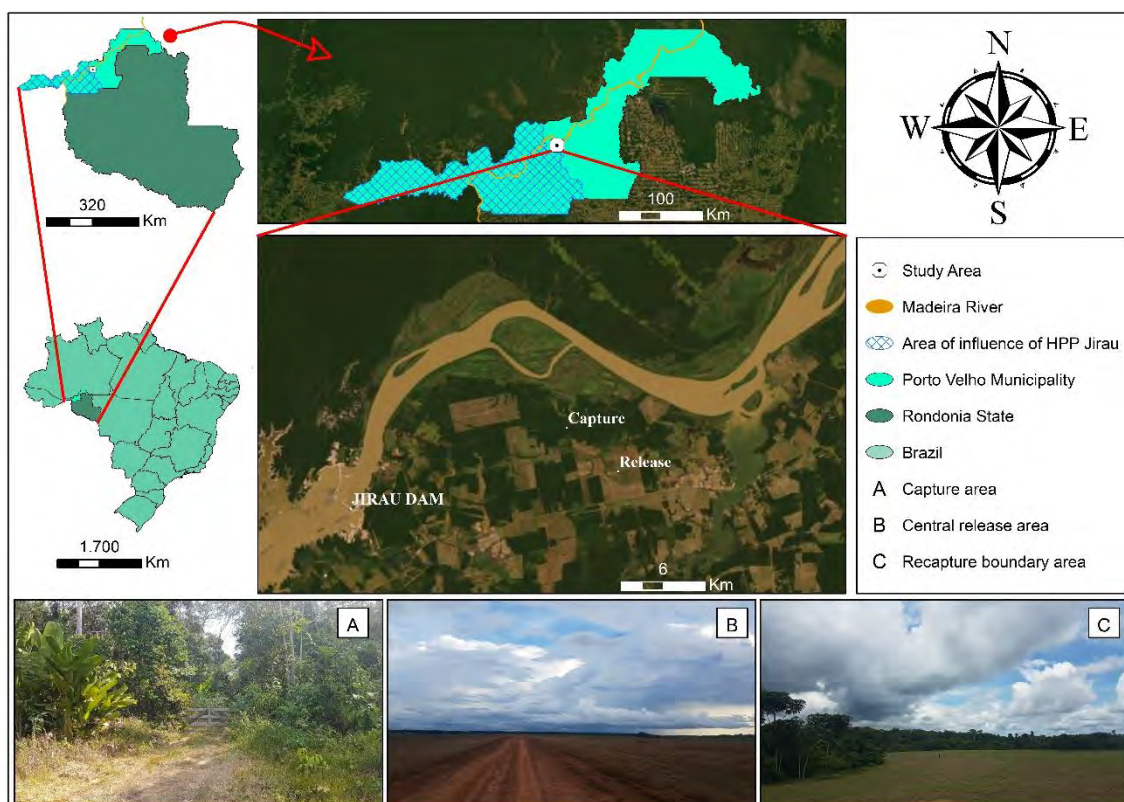 320
Km
1.700
Km
100
Km
Capture
Release
JIRAU DAM
6
Km
N
W
E
S
Study Area
Madeira River
Area of influence of HPP Jirau
Porto Velho Municipality
Rondonia State
Brazil
A Capture area
B Central release area
C Recapture boundary area
A
B
C